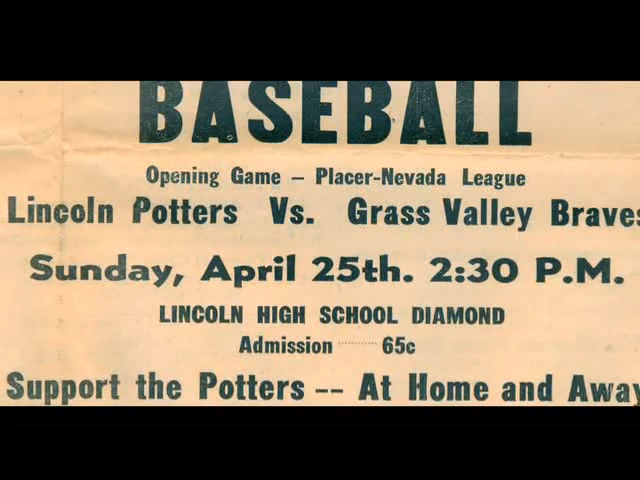 BASEBALL
Opening Game – Placer-Nevada League
Lincoln Potters Vs. Grass Valley Braves
Sunday, April 25th. 2:30 P.M.
LINCOLN HIGH SCHOOL DIAMOND
Admission ........ 65c
Support the Potters -- At Home and Away